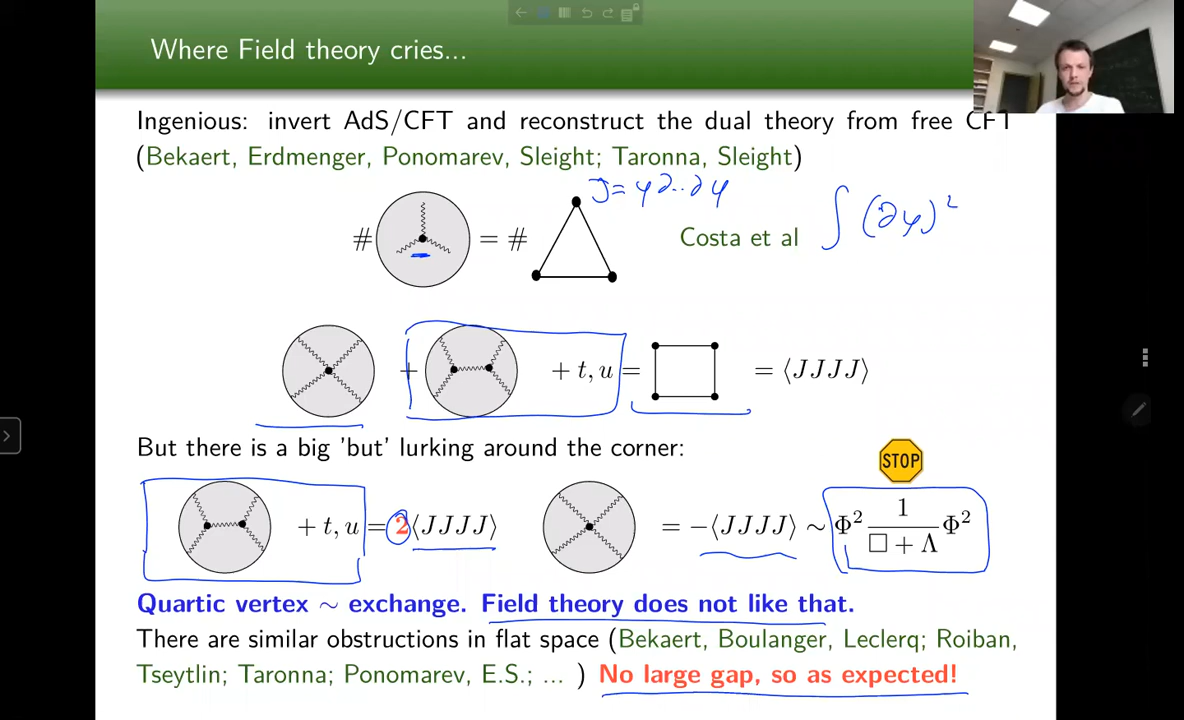 Where Field theory cries...
Ingenious: invert AdS/CFT and reconstruct the dual theory from free CFT
(Bekaert, Erdmenger, Ponomarev, Sleight; Taronna, Sleight)
J = φ∂..∂φ
# = # Costa et al ∫(∂φ)²
+ + t, u = = ⟨JJJJ⟩
But there is a big 'but' lurking around the corner:
STOP
+ t, u = 2⟨JJJJ⟩ = −⟨JJJJ⟩ ∼ Φ² 1/(□ + Λ) Φ²
Quartic vertex ∼ exchange. Field theory does not like that.
There are similar obstructions in flat space (Bekaert, Boulanger, Leclerq; Roiban,
Tseytlin; Taronna; Ponomarev, E.S.; ... ) No large gap, so as expected!